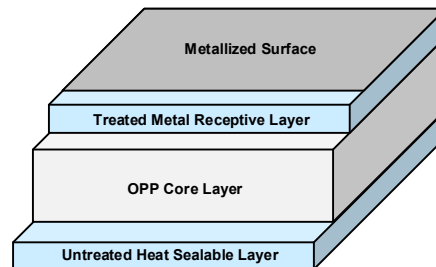 Metallized Surface
Treated Metal Receptive Layer
OPP Core Layer
Untreated Heat Sealable Layer